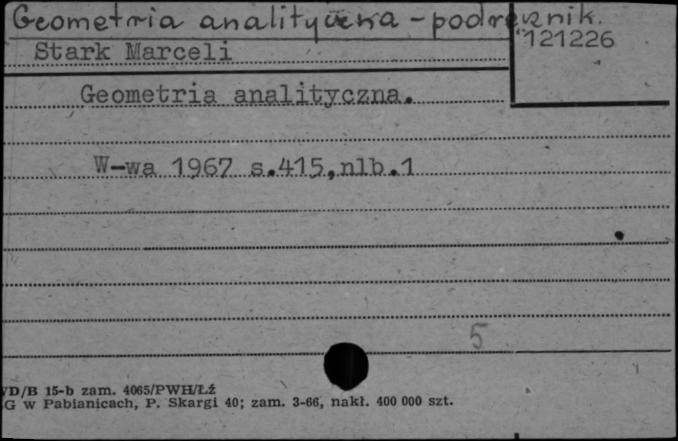 Geometria analityczna - podręcznik.
121226
Stark Marceli
Geometria analityczna.
W-wa 1967 s.415,nlb.1
5
VD/B 15-b zam. 4065/PWH/Łź
G w Pabianicach, P. Skargi 40; zam. 3-66, nakł. 400 000 szt.